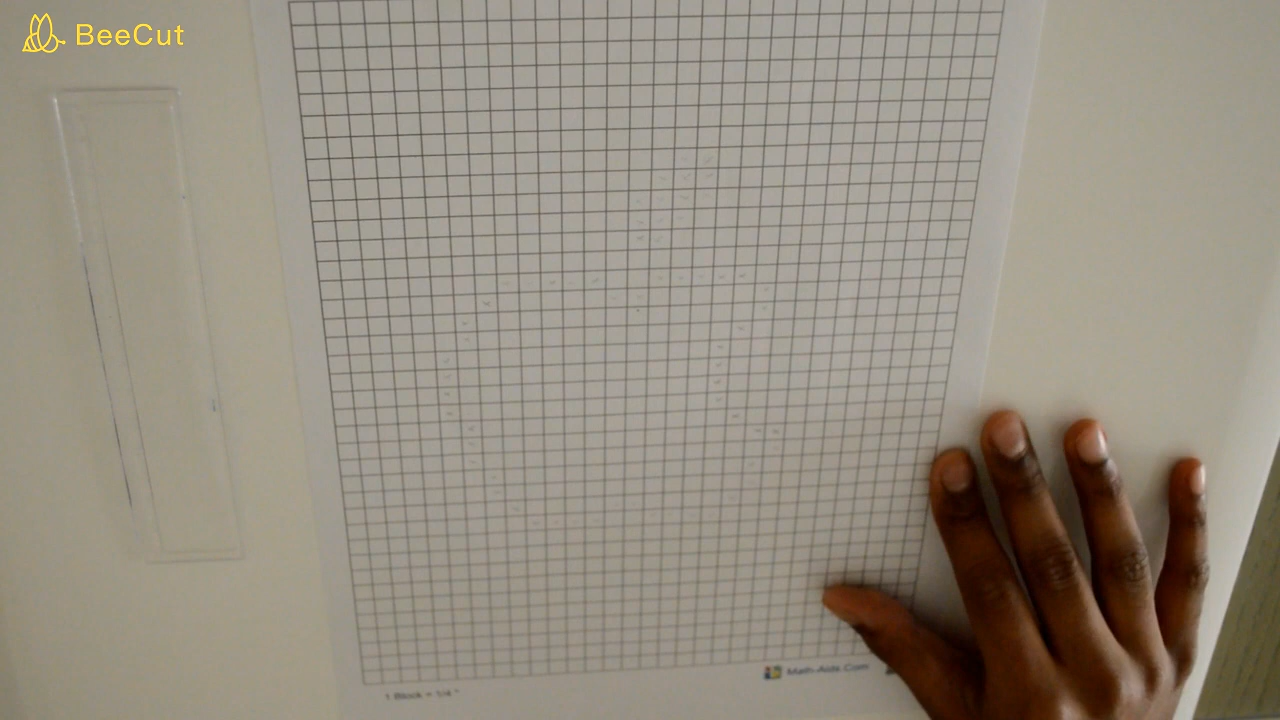 BeeCut
Math-Aids.Com
1 Block = 1/4 "